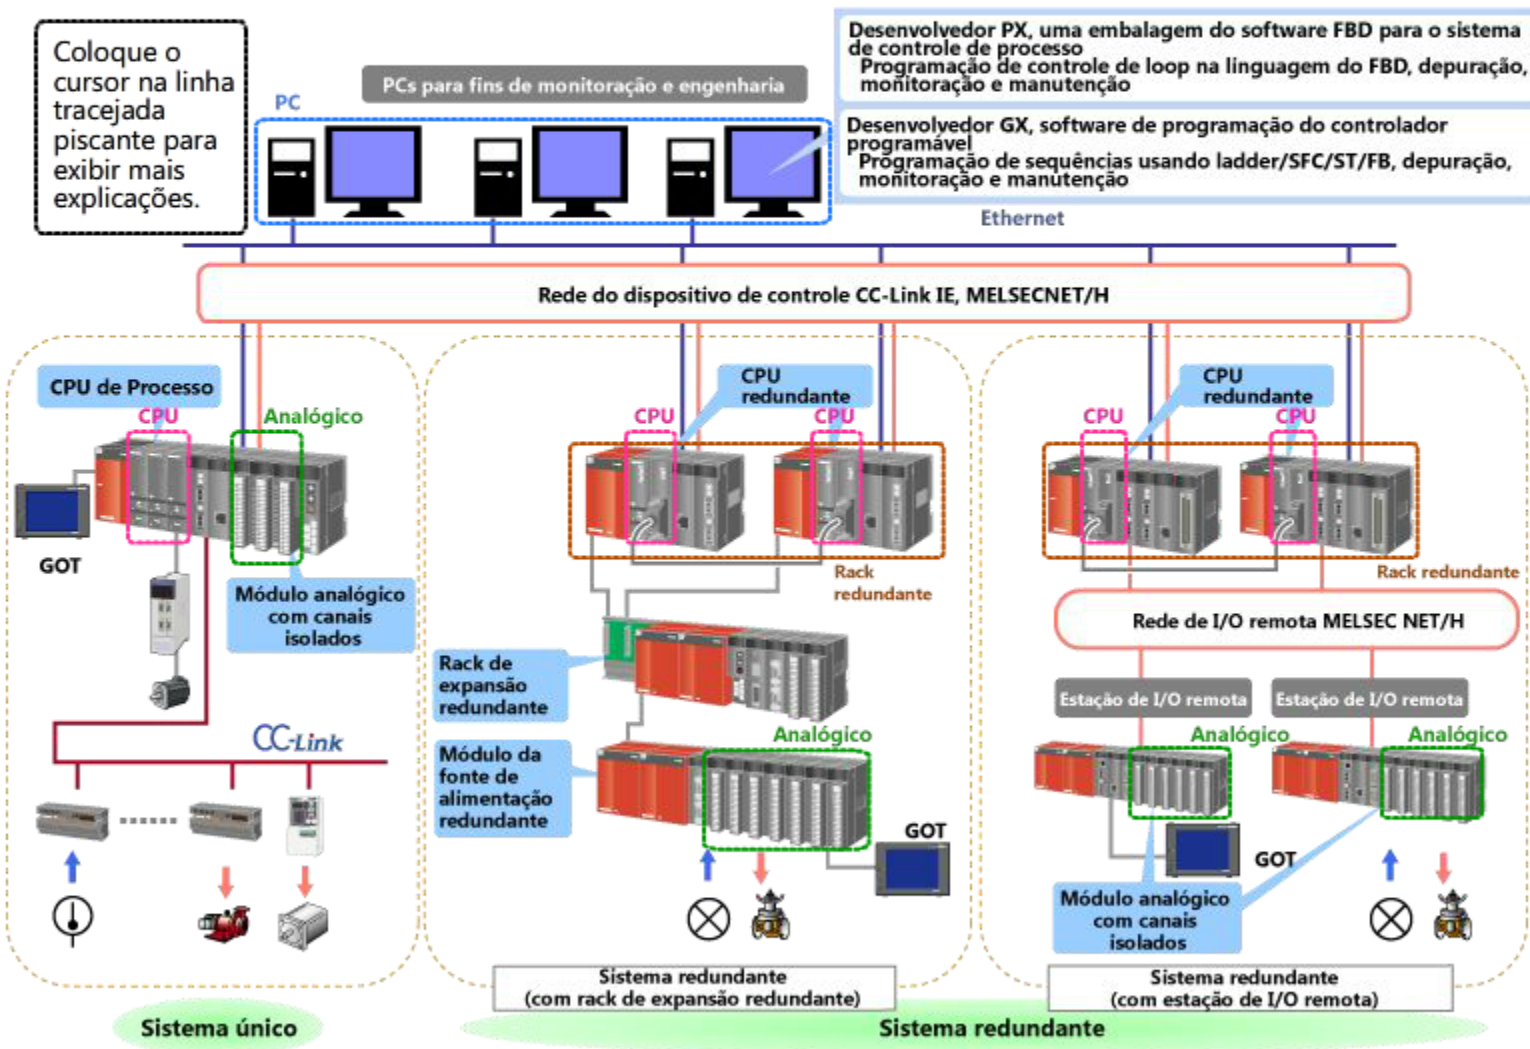 Coloque o
cursor na linha
tracejada
piscante para
exibir mais
explicações.
PCs para fins de monitoração e engenharia
PC
Desenvolvedor PX, uma embalagem do software FBD para o sistema
de controle de processo
Programação de controle de loop na linguagem do FBD, depuração,
monitoração e manutenção
Desenvolvedor GX, software de programação do controlador
programável
Programação de sequências usando ladder/SFC/ST/FB, depuração,
monitoração e manutenção
Ethernet
Rede do dispositivo de controle CC-Link IE, MELSECNET/H
CPU de Processo
CPU
Analógico
GOT
Módulo analógico
com canais
isolados
CC-Link
CPU
redundante
CPU
CPU
Rack
redundante
Rack de
expansão
redundante
Módulo da
fonte de
alimentação
redundante
Analógico
GOT
CPU
redundante
CPU
CPU
Rack redundante
Rede de I/O remota MELSEC NET/H
Estação de I/O remota
Estação de I/O remota
Analógico
Analógico
GOT
Módulo analógico
com canais
isolados
Sistema redundante
(com rack de expansão redundante)
Sistema redundante
(com estação de I/O remota)
Sistema único
Sistema redundante